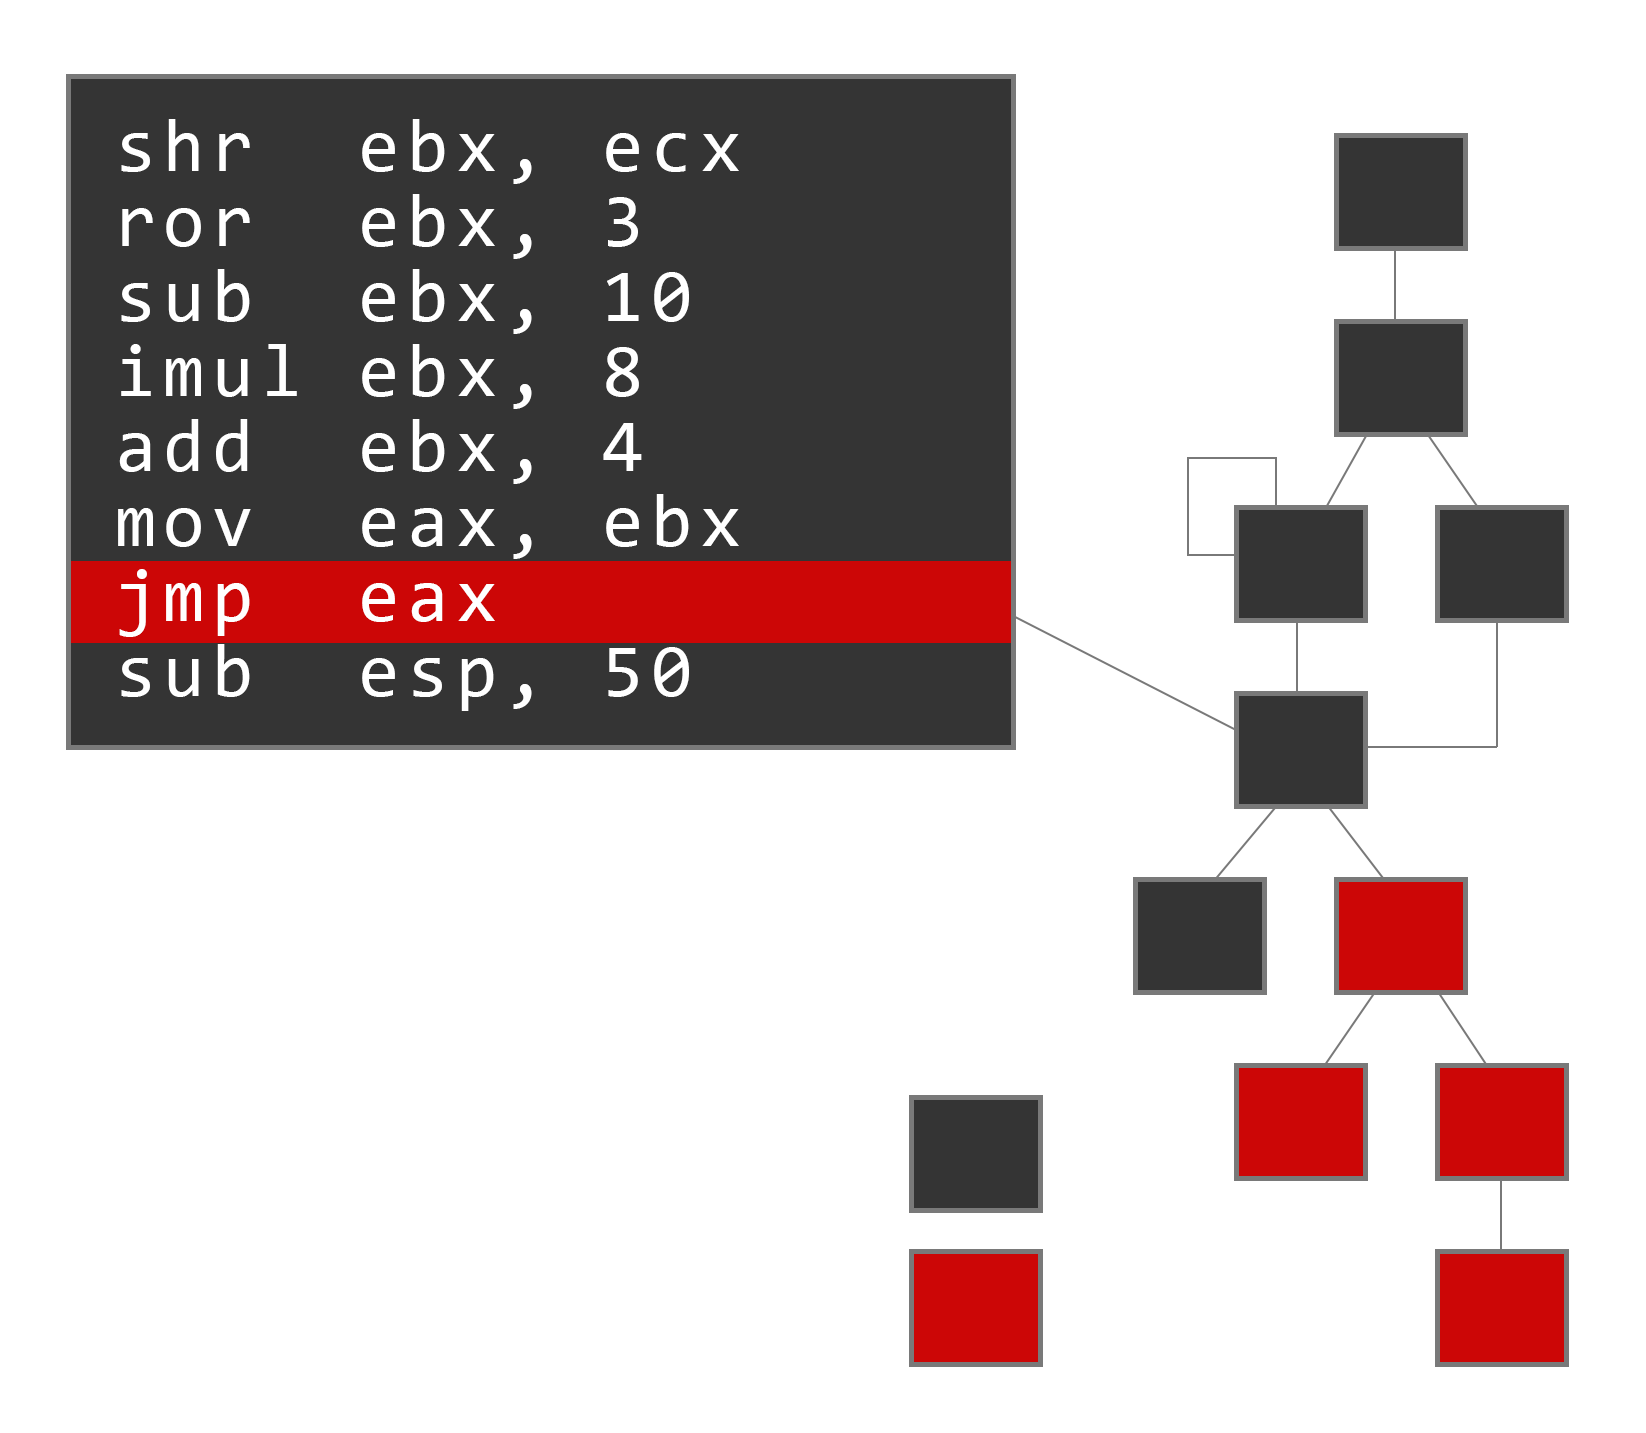 shr ebx, ecx
ror ebx, 3
sub ebx, 10
imul ebx, 8
add ebx, 4
mov eax, ebx
jmp eax
sub esp, 50